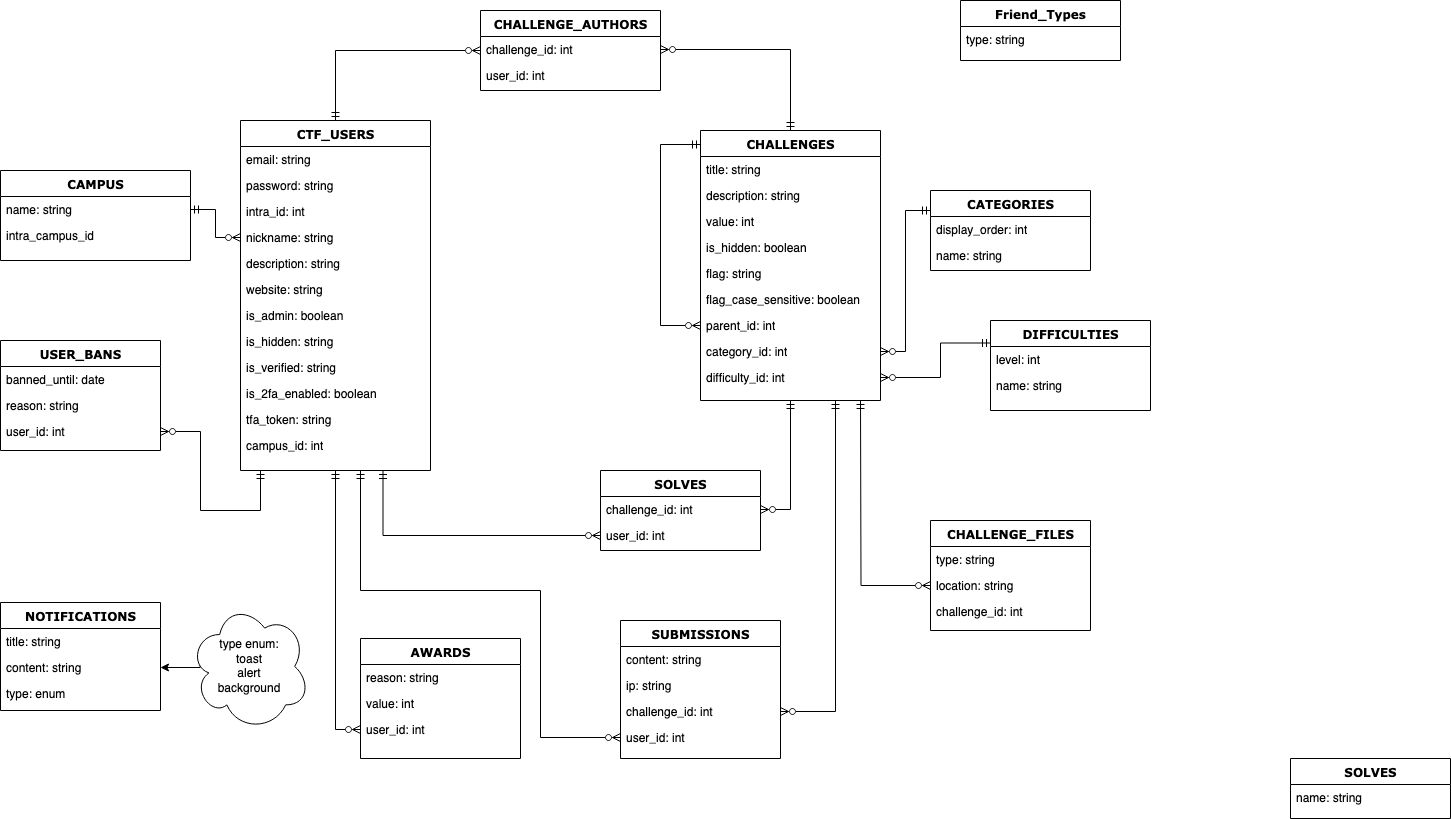 CHALLENGE_AUTHORS
challenge_id: int
user_id: int
Friend_Types
type: string
CTF_USERS
email: string
password: string
intra_id: int
nickname: string
description: string
website: string
is_admin: boolean
is_hidden: string
is_verified: string
is_2fa_enabled: boolean
tfa_token: string
campus_id: int
CHALLENGES
title: string
description: string
value: int
is_hidden: boolean
flag: string
flag_case_sensitive: boolean
parent_id: int
category_id: int
difficulty_id: int
CAMPUS
name: string
intra_campus_id
CATEGORIES
display_order: int
name: string
DIFFICULTIES
level: int
name: string
USER_BANS
banned_until: date
reason: string
user_id: int
SOLVES
challenge_id: int
user_id: int
CHALLENGE_FILES
type: string
location: string
challenge_id: int
NOTIFICATIONS
title: string
content: string
type: enum
type enum:
toast
alert
background
AWARDS
reason: string
value: int
user_id: int
SUBMISSIONS
content: string
ip: string
challenge_id: int
user_id: int
SOLVES
name: string